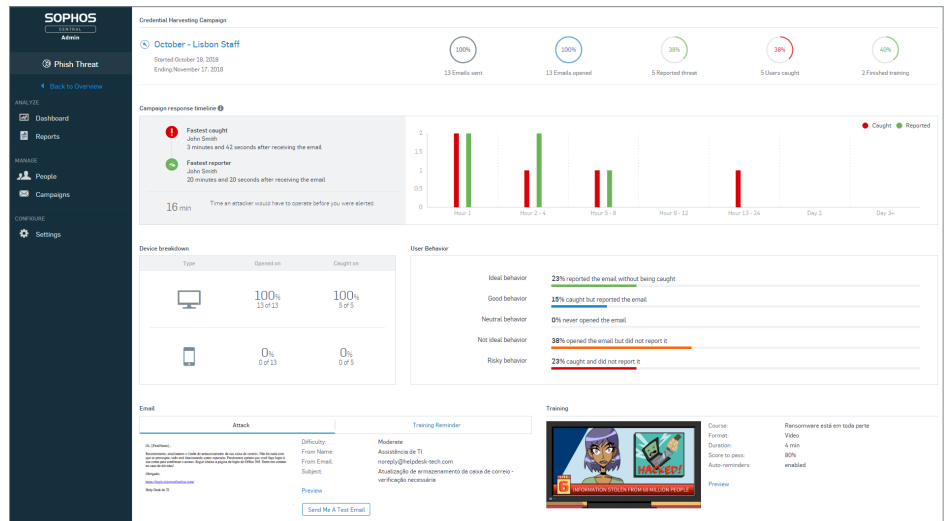 SOPHOS
CENTRAL
Admin
Phish Threat
Back to Overview
ANALYZE
Dashboard
Reports
MANAGE
People
Campaigns
CONFIGURE
Settings
Credential Harvesting Campaign
October - Lisbon Staff
Started October 18, 2018
Ending November 17, 2018
100%
13 Emails sent
100%
13 Emails opened
38%
5 Reported threat
38%
5 Users caught
40%
2 Finished training
Campaign response timeline
Fastest caught
John Smith
3 minutes and 42 seconds after receiving the email
Fastest reporter
John Smith
20 minutes and 20 seconds after receiving the email
16 min
Time an attacker would have to operate before you were alerted.
Caught
Reported
2
1.5
1
0.5
0
Hour 1
Hour 2 - 4
Hour 5 - 8
Hour 9 - 12
Hour 13 - 24
Day 2
Day 3+
Device breakdown
Type
Opened on
Caught on
100%
13 of 13
100%
5 of 5
0%
0 of 13
0%
0 of 5
User Behavior
Ideal behavior
23% reported the email without being caught
Good behavior
15% caught but reported the email
Neutral behavior
0% never opened the email
Not ideal behavior
38% opened the email but did not report it
Risky behavior
23% caught and did not report it
Email
Attack
Training Reminder
Difficulty:
Moderate
From Name:
Assistência de TI
From Email:
noreply@helpdesk-tech.com
Subject:
Atualização de armazenamento da caixa de correio -
verificação necessária
Preview
Send Me A Test Email
Obrigado,
Help Desk de TI
Training
HACKED!
6
INFORMATION STOLEN FROM 60 MILLION PEOPLE
Course:
Ransomware está em toda parte
Format:
Video
Duration:
4 min
Score to pass:
80%
Auto-reminders:
enabled
Preview